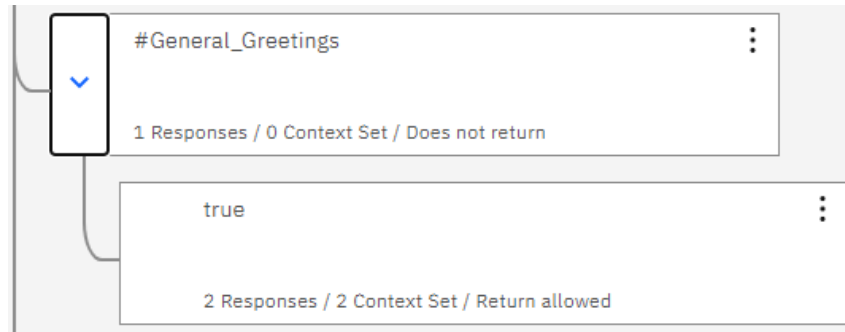 #General_Greetings
1 Responses / 0 Context Set / Does not return
true
2 Responses / 2 Context Set / Return allowed